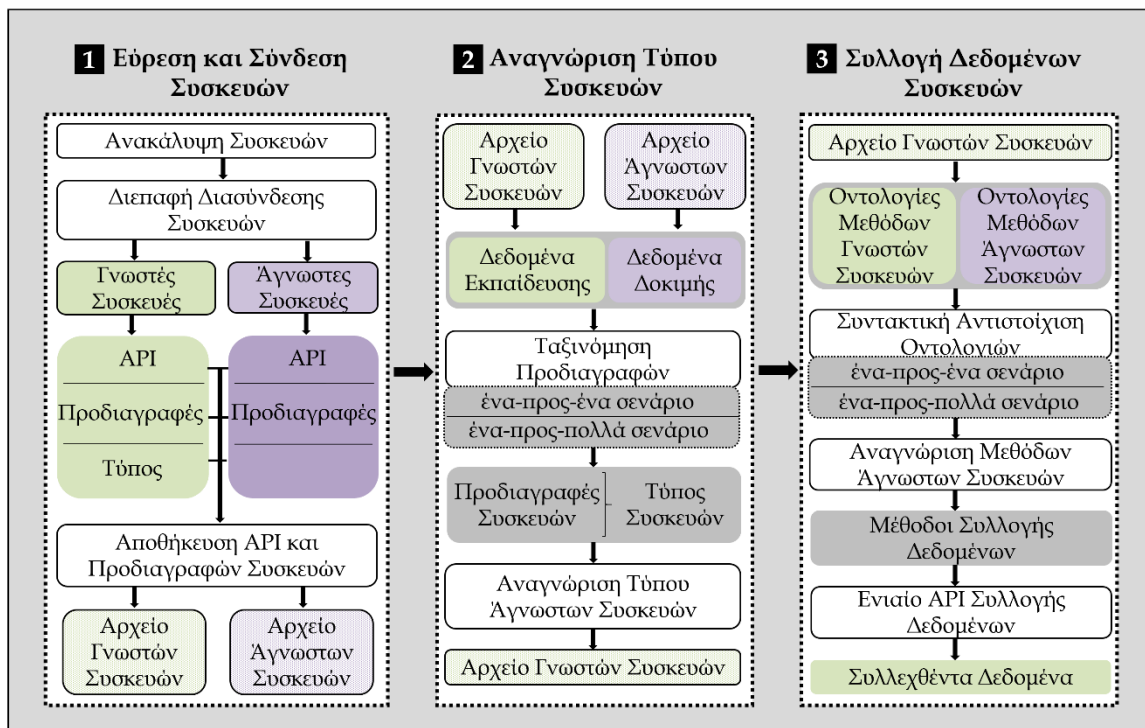 1 Εύρεση και Σύνδεση
Συσκευών
Ανακάλυψη Συσκευών
Διεπαφή Διασύνδεσης
Συσκευών
Γνωστές
Συσκευές
Άγνωστες
Συσκευές
API
Προδιαγραφές
Τύπος
API
Προδιαγραφές
Αποθήκευση API και
Προδιαγραφών Συσκευών
Αρχείο
Γνωστών
Συσκευών
Αρχείο
Άγνωστων
Συσκευών
2 Αναγνώριση Τύπου
Συσκευών
Αρχείο
Γνωστών
Συσκευών
Αρχείο
Άγνωστων
Συσκευών
Δεδομένα
Εκπαίδευσης
Δεδομένα
Δοκιμής
Ταξινόμηση
Προδιαγραφών
ένα-προς-ένα σενάριο
ένα-προς-πολλά σενάριο
Προδιαγραφές
Συσκευών
Τύπος
Συσκευών
Αναγνώριση Τύπου
Άγνωστων Συσκευών
Αρχείο Γνωστών Συσκευών
3 Συλλογή Δεδομένων
Συσκευών
Αρχείο Γνωστών Συσκευών
Οντολογίες
Μεθόδων
Γνωστών
Συσκευών
Οντολογίες
Μεθόδων
Άγνωστων
Συσκευών
Συντακτική Αντιστοίχιση
Οντολογιών
ένα-προς-ένα σενάριο
ένα-προς-πολλά σενάριο
Αναγνώριση Μεθόδων
Άγνωστων Συσκευών
Μέθοδοι Συλλογής
Δεδομένων
Ενιαίο API Συλλογής
Δεδομένων
Συλλεχθέντα Δεδομένα